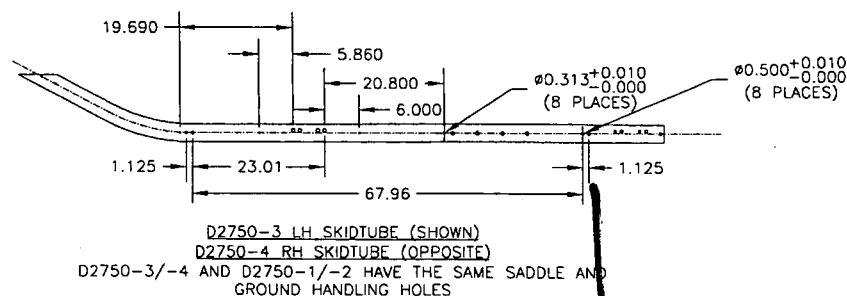 19.690
5.860
20.800
6.000
ø0.313 +0.010 -0.000
(8 PLACES)
ø0.500 +0.010 -0.000
(8 PLACES)
1.125
23.01
67.96
1.125
D2750-3 LH SKIDTUBE (SHOWN)
D2750-4 RH SKIDTUBE (OPPOSITE)
D2750-3/-4 AND D2750-1/-2 HAVE THE SAME SADDLE AND
GROUND HANDLING HOLES